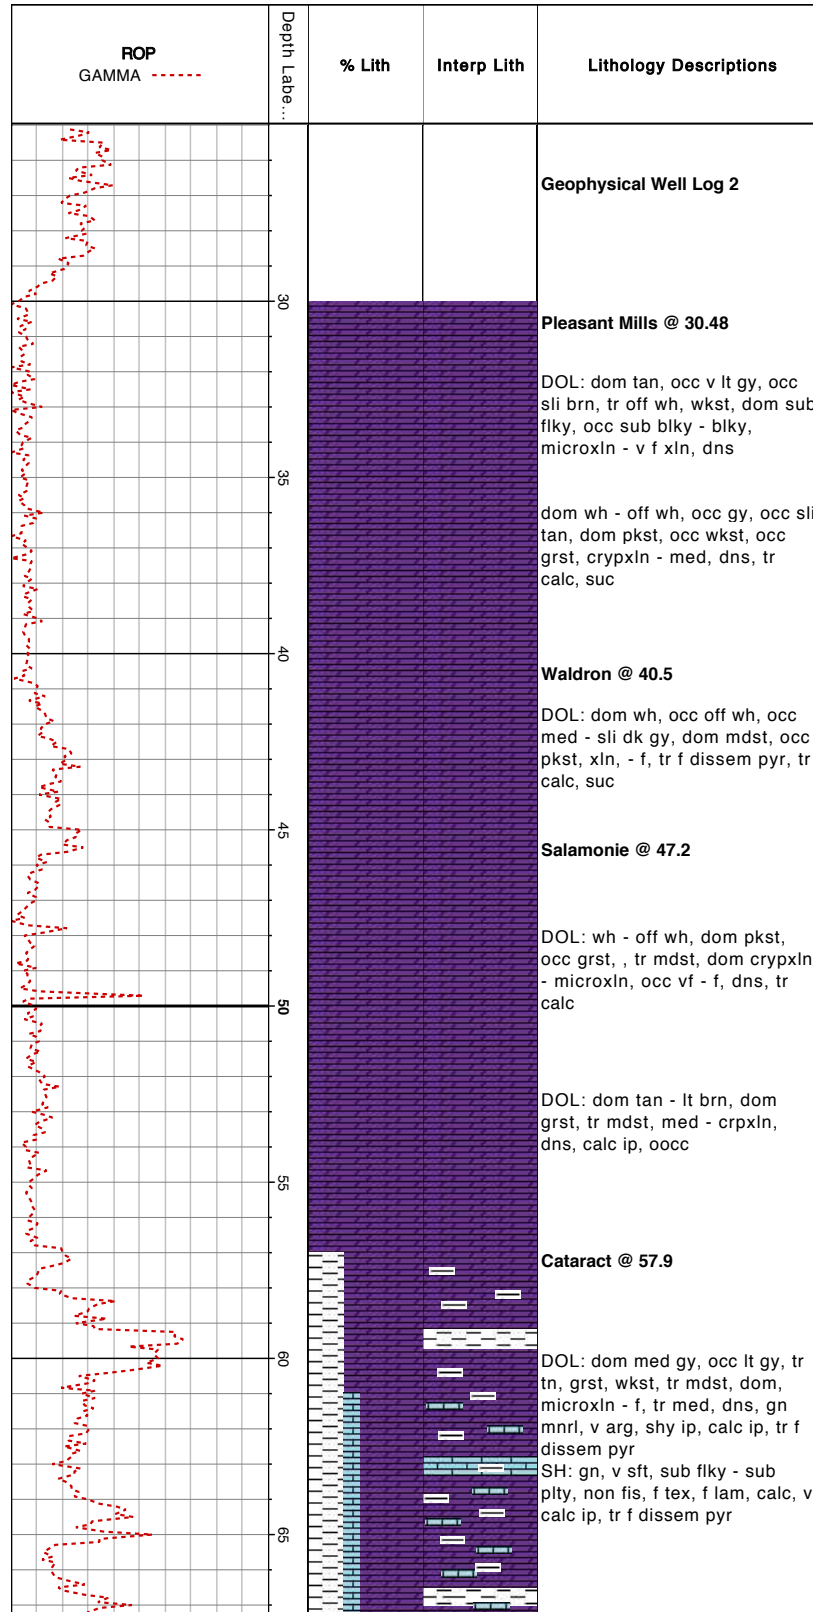 ROP
GAMMA
Depth Labe...
% Lith
Interp Lith
Lithology Descriptions
Geophysical Well Log 2
30
Pleasant Mills @ 30.48
DOL: dom tan, occ v lt gy, occ
sli brn, tr off wh, wkst, dom sub
flky, occ sub blky - blky,
microxln - v f xln, dns
35
dom wh - off wh, occ gy, occ sli
tan, dom pkst, occ wkst, occ
grst, crypxln - med, dns, tr
calc, suc
40
Waldron @ 40.5
DOL: dom wh, occ off wh, occ
med - sli dk gy, dom mdst, occ
pkst, xln, - f, tr f dissem pyr, tr
calc, suc
45
Salamonie @ 47.2
DOL: wh - off wh, dom pkst,
occ grst, , tr mdst, dom crypxln
- microxln, occ vf - f, dns, tr
calc
50
DOL: dom tan - lt brn, dom
grst, tr mdst, med - crpxln,
dns, calc ip, oocc
55
Cataract @ 57.9
60
DOL: dom med gy, occ lt gy, tr
tn, grst, wkst, tr mdst, dom,
microxln - f, tr med, dns, gn
mnrl, v arg, shy ip, calc ip, tr f
dissem pyr
SH: gn, v sft, sub flky - sub
plty, non fis, f tex, f lam, calc, v
calc ip, tr f dissem pyr
65